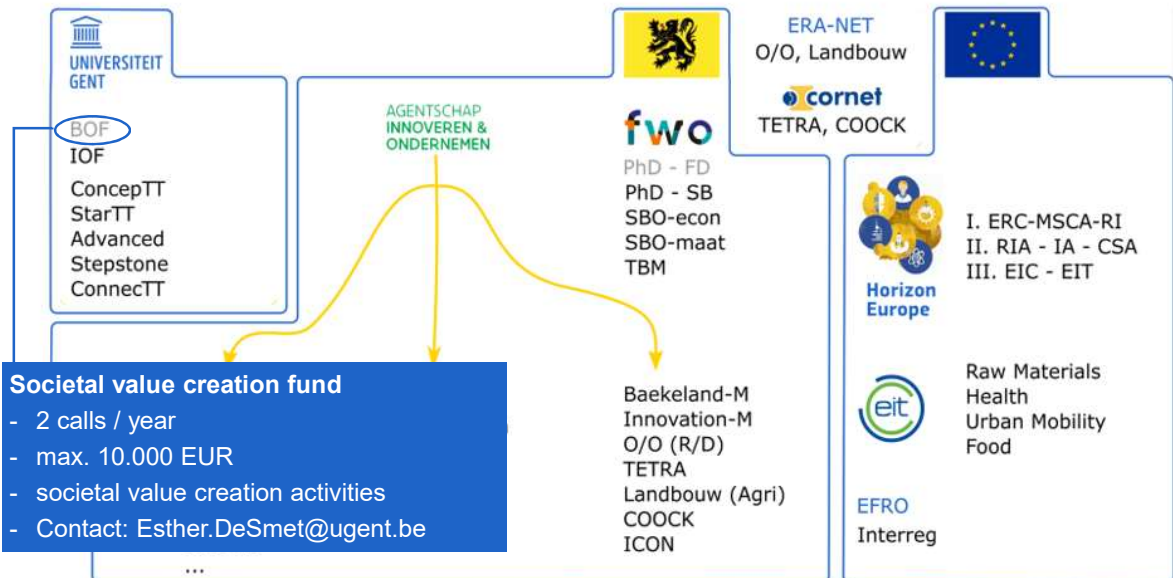 UNIVERSITEIT
GENT
BOF
IOF
ConcepTT
StarTT
Advanced
Stepstone
ConnecTT
AGENTSCHAP
INNOVEREN &
ONDERNEMEN
fwo
PhD - FD
PhD - SB
SBO-econ
SBO-maat
TBM
ERA-NET
O/O, Landbouw
cornet
TETRA, COOCK
Horizon
Europe
I. ERC-MSCA-RI
II. RIA - IA - CSA
III. EIC - EIT
Societal value creation fund
- 2 calls / year
- max. 10.000 EUR
- societal value creation activities
- Contact: Esther.DeSmet@ugent.be
...
Baekeland-M
Innovation-M
O/O (R/D)
TETRA
Landbouw (Agri)
COOCK
ICON
eit
Raw Materials
Health
Urban Mobility
Food
EFRO
Interreg